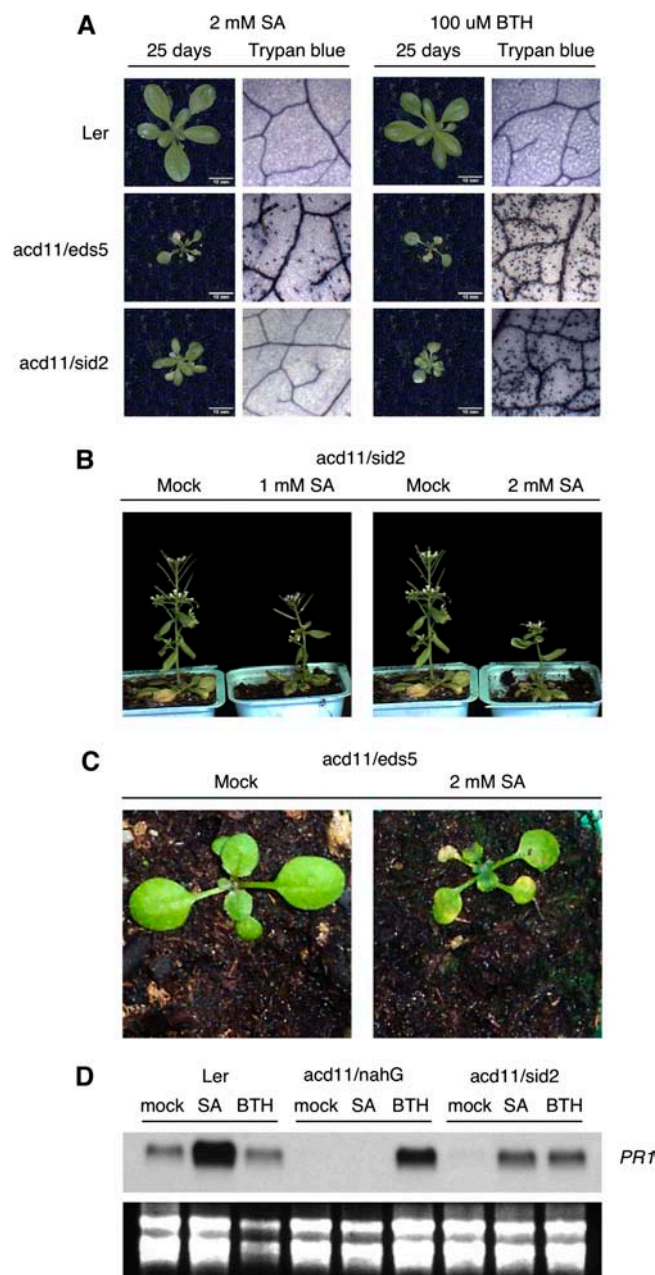 A
2 mM SA 100 uM BTH
25 days Trypan blue 25 days Trypan blue
Ler
acd11/eds5
acd11/sid2
B
acd11/sid2
Mock 1 mM SA Mock 2 mM SA
C
acd11/eds5
Mock 2 mM SA
D
Ler acd11/nahG acd11/sid2
mock SA BTH mock SA BTH mock SA BTH
PR1